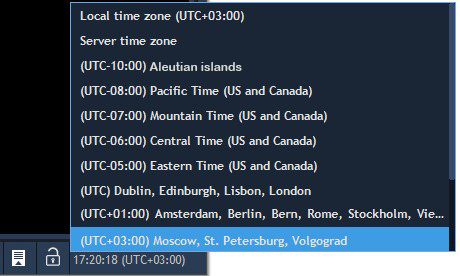 Local time zone (UTC+03:00)
Server time zone
(UTC-10:00) Aleutian islands
(UTC-08:00) Pacific Time (US and Canada)
(UTC-07:00) Mountain Time (US and Canada)
(UTC-06:00) Central Time (US and Canada)
(UTC-05:00) Eastern Time (US and Canada)
(UTC) Dublin, Edinburgh, Lisbon, London
(UTC+01:00) Amsterdam, Berlin, Bern, Rome, Stockholm, Vie...
(UTC+03:00) Moscow, St. Petersburg, Volgograd
17:20:18 (UTC+03:00)